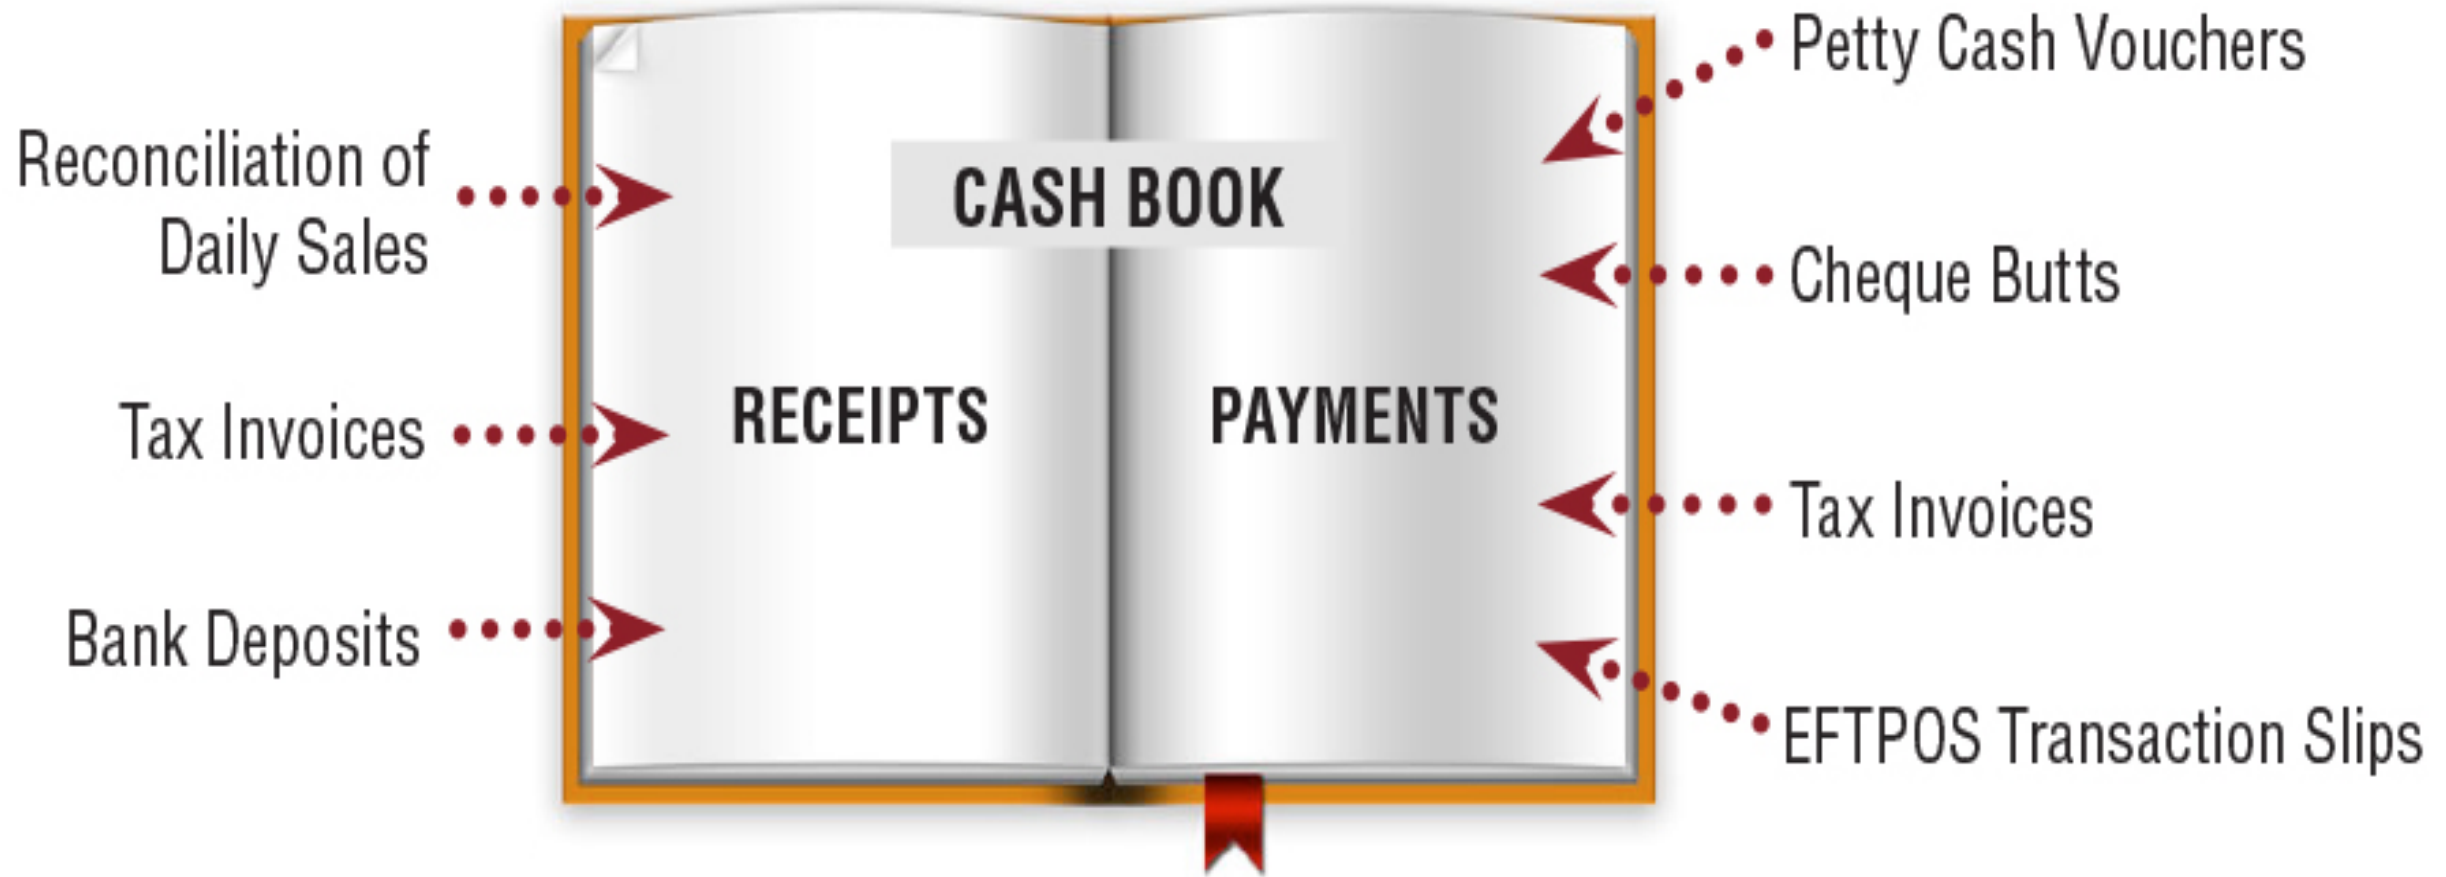 CASH BOOK
Reconciliation of
Daily Sales
Tax Invoices
Bank Deposits
RECEIPTS
PAYMENTS
Petty Cash Vouchers
Cheque Butts
Tax Invoices
EFTPOS Transaction Slips